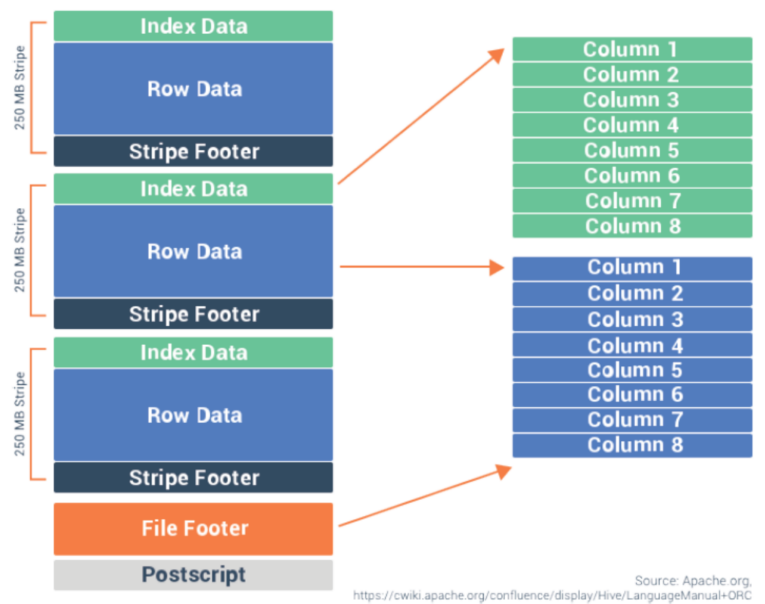 250 MB Stripe
Index Data
Row Data
Stripe Footer
250 MB Stripe
Index Data
Row Data
Stripe Footer
250 MB Stripe
Index Data
Row Data
Stripe Footer
File Footer
Postscript
Column 1
Column 2
Column 3
Column 4
Column 5
Column 6
Column 7
Column 8
Column 1
Column 2
Column 3
Column 4
Column 5
Column 6
Column 7
Column 8
Source: Apache.org,
https://cwiki.apache.org/confluence/display/Hive/LanguageManual+ORC